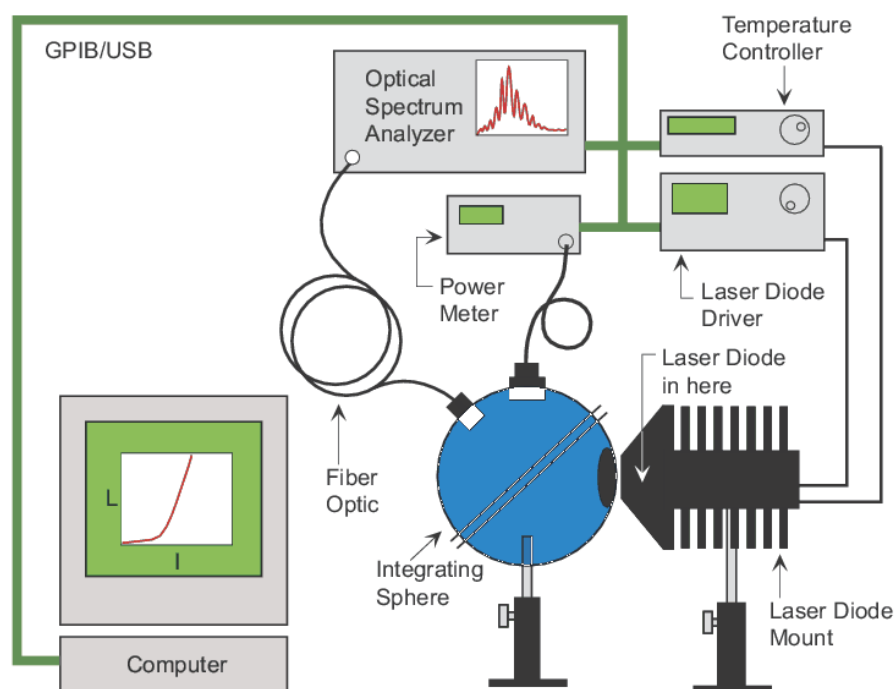 GPIB/USB
Temperature
Controller
Optical
Spectrum
Analyzer
Power
Meter
Laser Diode
Driver
Laser Diode
in here
Fiber
Optic
L
I
Integrating
Sphere
Laser Diode
Mount
Computer